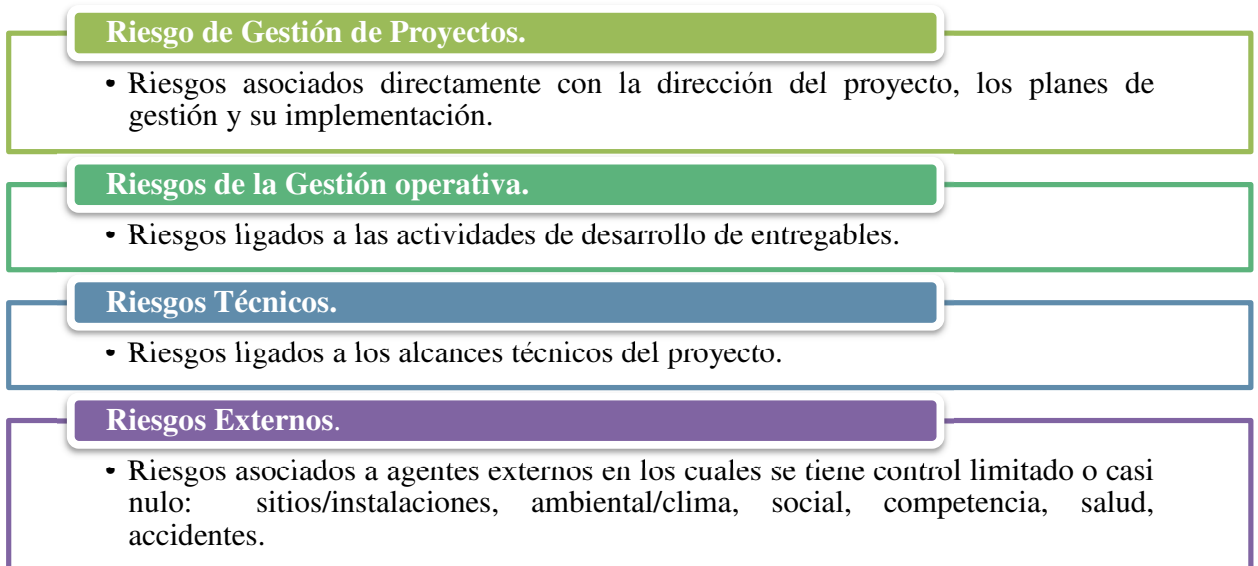 Riesgo de Gestión de Proyectos.
• Riesgos asociados directamente con la dirección del proyecto, los planes de
gestión y su implementación.
Riesgos de la Gestión operativa.
• Riesgos ligados a las actividades de desarrollo de entregables.
Riesgos Técnicos.
• Riesgos ligados a los alcances técnicos del proyecto.
Riesgos Externos.
• Riesgos asociados a agentes externos en los cuales se tiene control limitado o casi
nulo: sitios/instalaciones, ambiental/clima, social, competencia, salud,
accidentes.